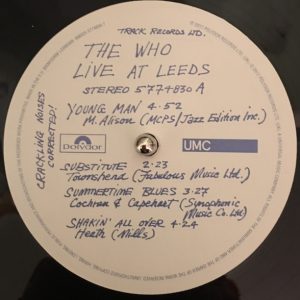 TRACK RECORDS LTD.
THE WHO
LIVE AT LEEDS
STEREO 5774830 A
YOUNG MAN 4·52
M. Alison (MCPS/Jazz Edition Inc.)
CRACKLING NOISES
CORRECTED!
Polydor
UMC
SUBSTITUTE 2·23
Townshend (Fabulous Music Ltd.)
SUMMERTIME BLUES 3·27
Cochran & Capehart (Sinophonic
Music Co. Ltd)
SHAKIN' ALL OVER 4·24
Heath (Mills)